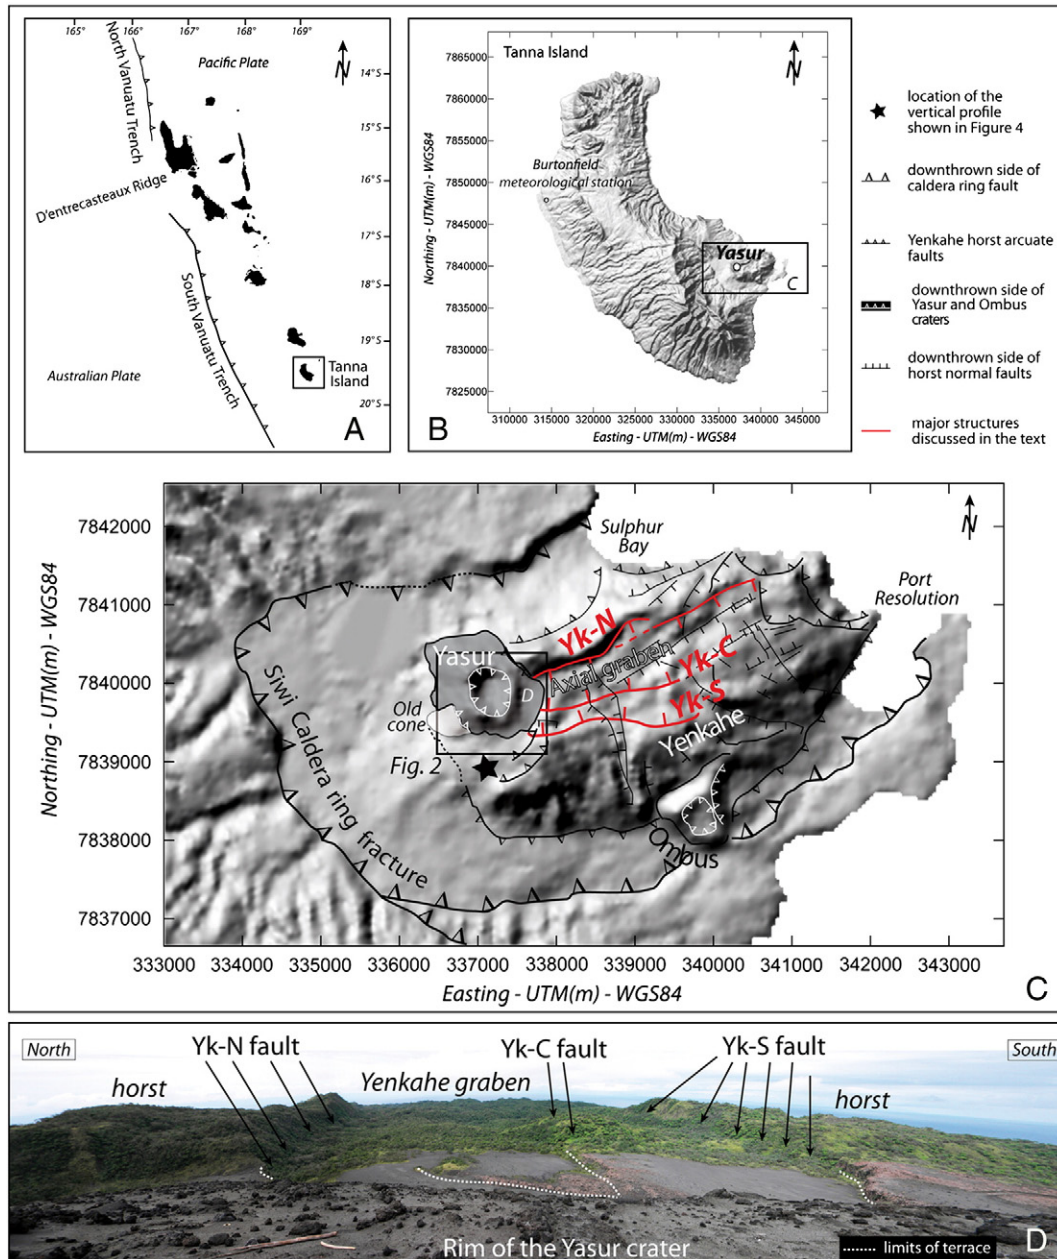 165°
166°
167°
168°
169°
North Vanuatu Trench
Pacific Plate
N
14°S
15°S
D'entrecasteaux Ridge
16°S
17°S
South Vanuatu Trench
18°S
19°S
Australian Plate
Tanna
Island
20°S
A
Tanna Island
N
7865000
7860000
7855000
7850000
7845000
7840000
7835000
7830000
7825000
Northing - UTM(m) - WGS84
Burtonfield
meteorological station
Yasur
C
310000 315000 320000 325000 330000 335000 340000 345000
Easting - UTM(m) - WGS84
B
location of the
vertical profile
shown in Figure 4
downthrown side of
caldera ring fault
Yenkahe horst arcuate
faults
downthrown side of
Yasur and Ombus
craters
downthrown side of
horst normal faults
major structures
discussed in the text
7842000
7841000
7840000
7839000
7838000
7837000
Northing - UTM(m) - WGS84
Sulphur
Bay
N
Port
Resolution
Yk-N
Yasur
Axial graben
Yk-C
D
Yk-S
Old
cone
Yenkahe
Fig. 2
Siwi Caldera ring fracture
Ombus
333000 334000 335000 336000 337000 338000 339000 340000 341000 342000 343000
Easting - UTM(m) - WGS84
C
North
Yk-N fault
Yk-C fault
Yk-S fault
South
horst
Yenkahe graben
horst
Rim of the Yasur crater
limits of terrace
D